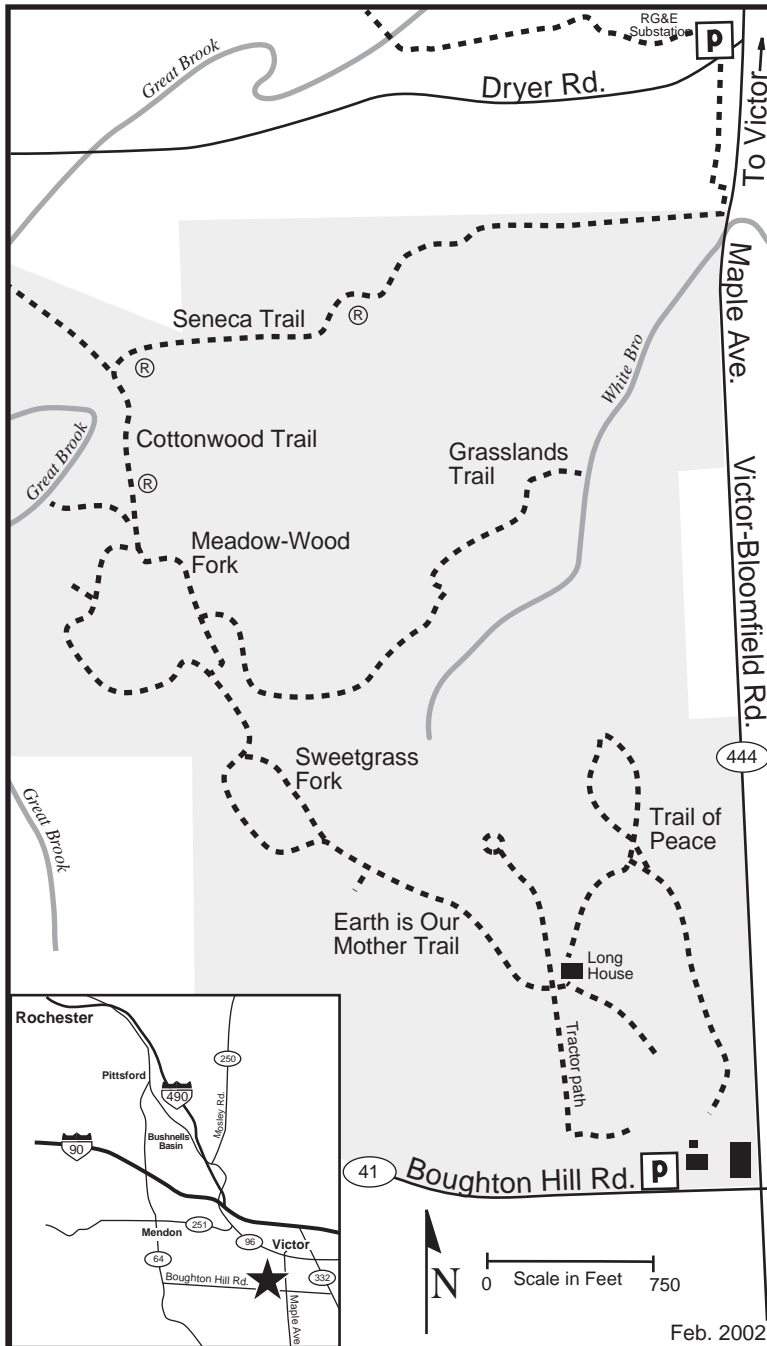 RG&E
Substation
P
To Victor
Great Brook
Dryer Rd.
Maple Ave.
Seneca Trail
R
R
White Bro
Cottonwood Trail
Great Brook
Grasslands
Trail
R
Victor-Bloomfield Rd.
Meadow-Wood
Fork
444
Sweetgrass
Fork
Great Brook
Trail of
Peace
Earth is Our
Mother Trail
Long
House
Tractor path
41
Boughton Hill Rd.
P
N
0
Scale in Feet
750
Feb. 2002
Rochester
250
Pittsford
490
Mosley Rd.
Bushnells
Basin
90
251
Mendon
96
Victor
64
Boughton Hill Rd.
332
Maple Ave.